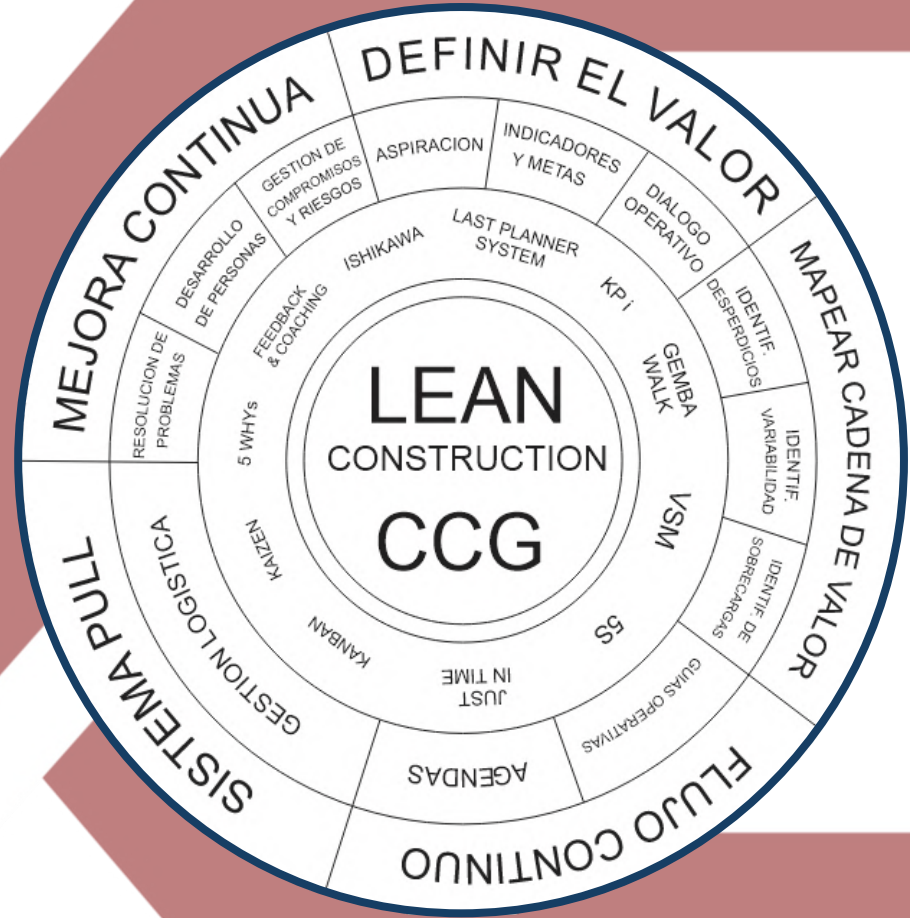 DEFINIR EL VALOR
MAPEAR CADENA DE VALOR
FLUJO CONTINUO
SISTEMA PULL
MEJORA CONTINUA
ASPIRACION
INDICADORES
Y METAS
DIALOGO
OPERATIVO
IDENTIF.
DESPERDICIOS
IDENTIF.
VARIABILIDAD
IDENTIF. DE
SOBRECARGAS
GUIAS OPERATIVAS
AGENDAS
GESTION LOGISTICA
RESOLUCION DE
PROBLEMAS
DESARROLLO
DE PERSONAS
GESTION DE
COMPROMISOS
Y RIESGOS
LAST PLANNER
SYSTEM
KPi
GEMBA
WALK
VSM
5S
JUST
IN TIME
KANBAN
KAIZEN
5 WHYs
FEEDBACK
& COACHING
ISHIKAWA
LEAN
CONSTRUCTION
CCG